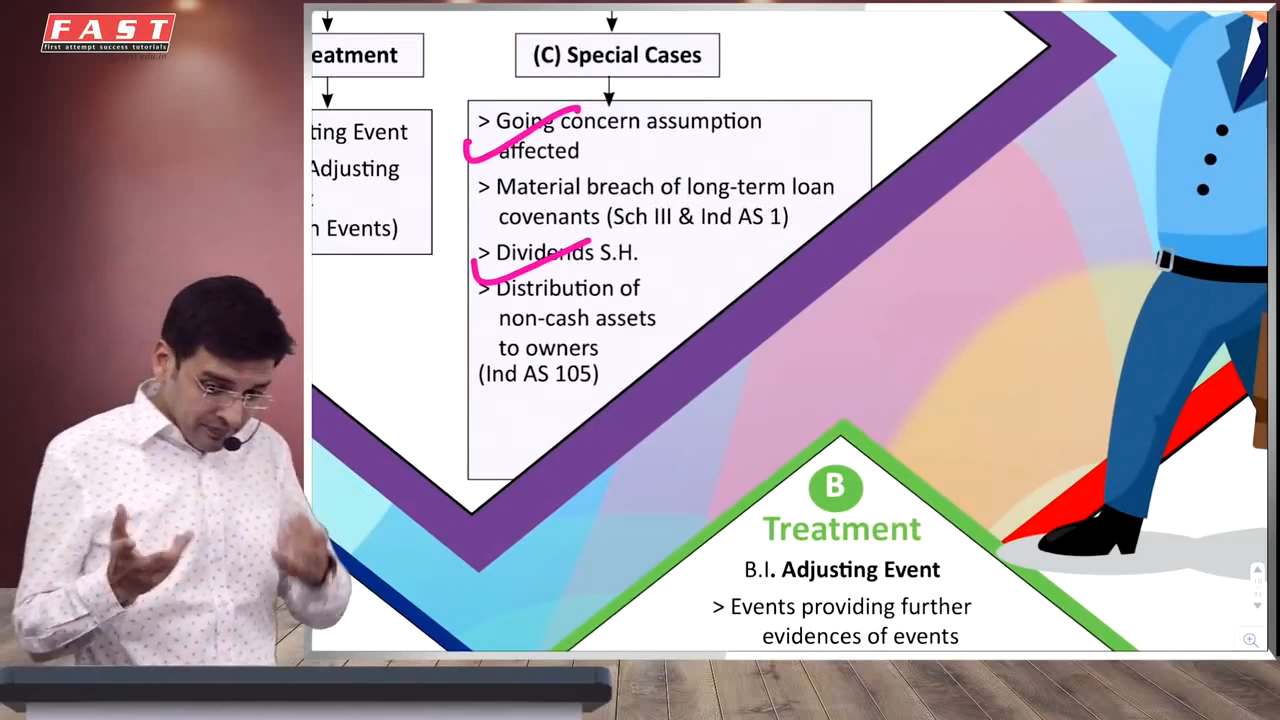 FAST
first attempt success tutorials
eatment
(C) Special Cases
ting Event
Adjusting
n Events)
> Going concern assumption
affected
> Material breach of long-term loan
covenants (Sch III & Ind AS 1)
> Dividends S.H.
> Distribution of
non-cash assets
to owners
(Ind AS 105)
B
Treatment
B.I. Adjusting Event
> Events providing further
evidences of events